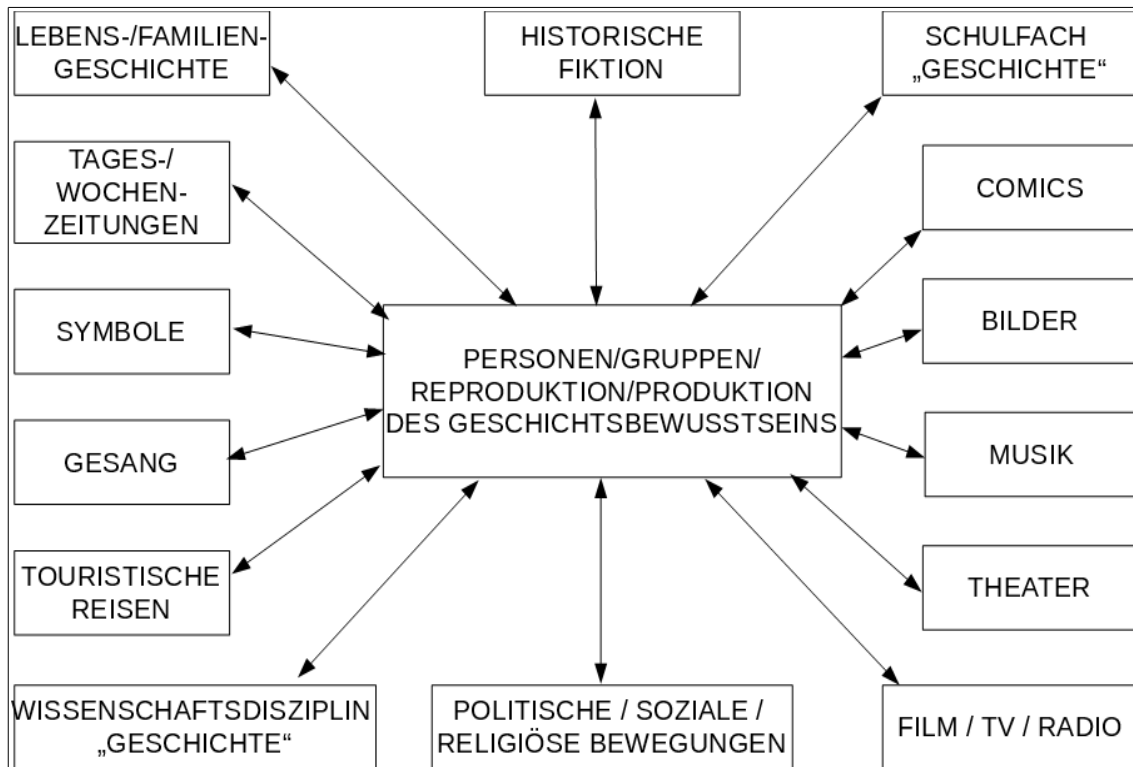 LEBENS-/FAMILIEN-
GESCHICHTE
HISTORISCHE
FIKTION
SCHULFACH
„GESCHICHTE“
TAGES-/
WOCHEN-
ZEITUNGEN
COMICS
SYMBOLE
BILDER
PERSONEN/GRUPPEN/
REPRODUKTION/PRODUKTION
DES GESCHICHTSBEWUSSTSEINS
GESANG
MUSIK
TOURISTISCHE
REISEN
THEATER
WISSENSCHAFTSDISZIPLIN
„GESCHICHTE“
POLITISCHE / SOZIALE /
RELIGIÖSE BEWEGUNGEN
FILM / TV / RADIO